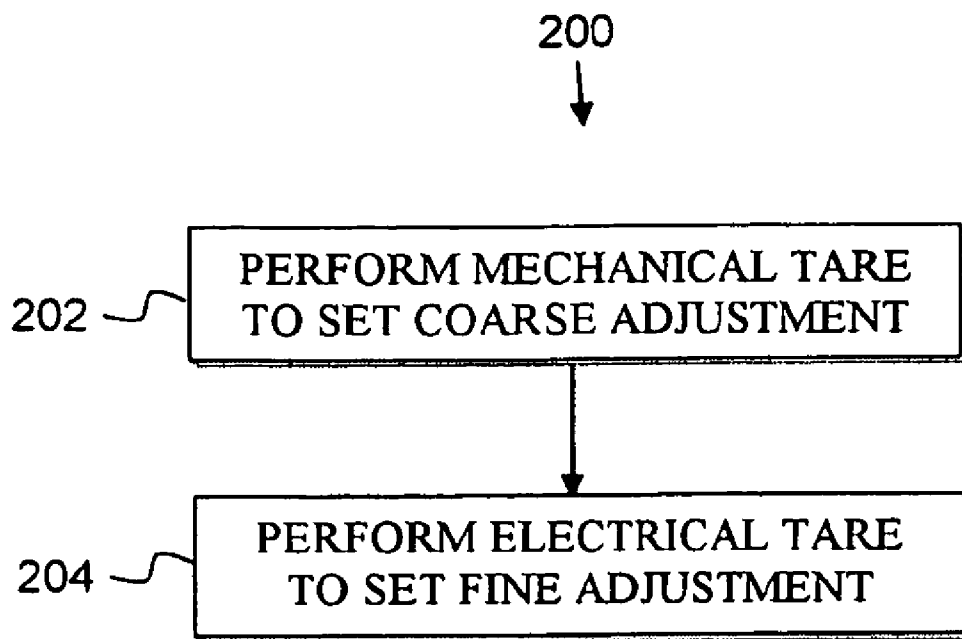 200
202
PERFORM MECHANICAL TARE
TO SET COARSE ADJUSTMENT
204
PERFORM ELECTRICAL TARE
TO SET FINE ADJUSTMENT